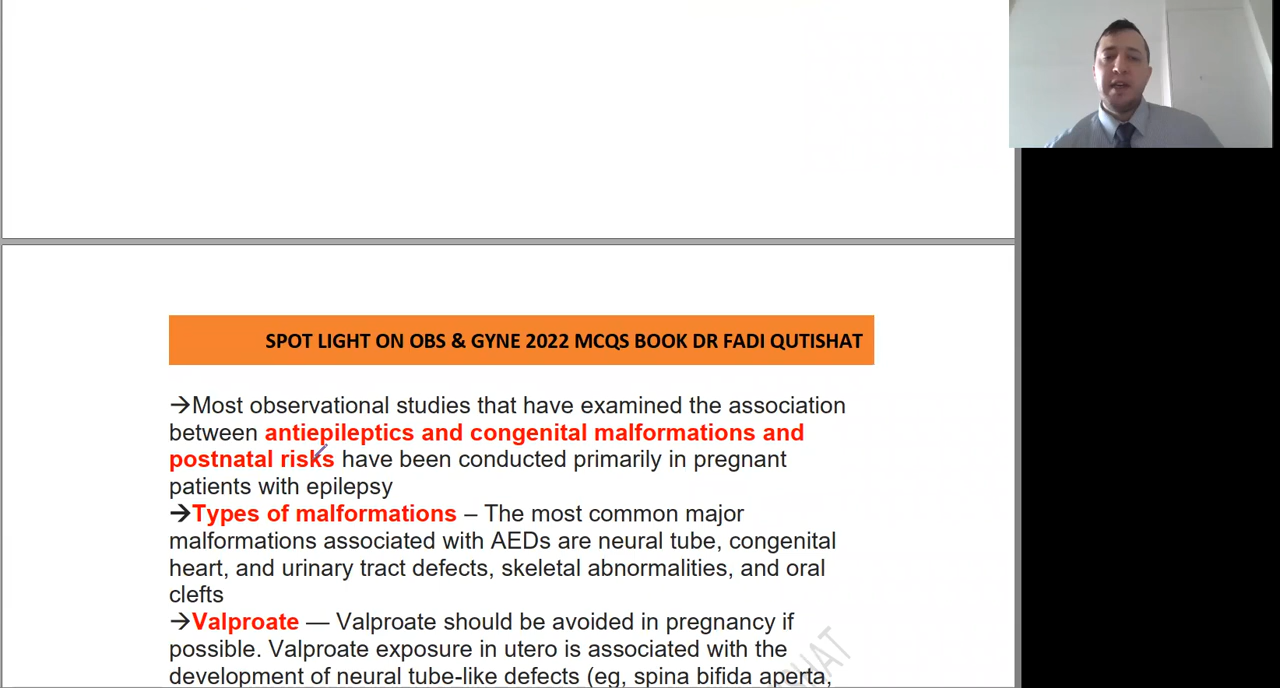 SPOT LIGHT ON OBS & GYNE 2022 MCQS BOOK DR FADI QUTISHAT
→Most observational studies that have examined the association
between antiepileptics and congenital malformations and
postnatal risks have been conducted primarily in pregnant
patients with epilepsy
→Types of malformations – The most common major
malformations associated with AEDs are neural tube, congenital
heart, and urinary tract defects, skeletal abnormalities, and oral
clefts
→Valproate — Valproate should be avoided in pregnancy if
possible. Valproate exposure in utero is associated with the
development of neural tube-like defects (eg, spina bifida aperta,